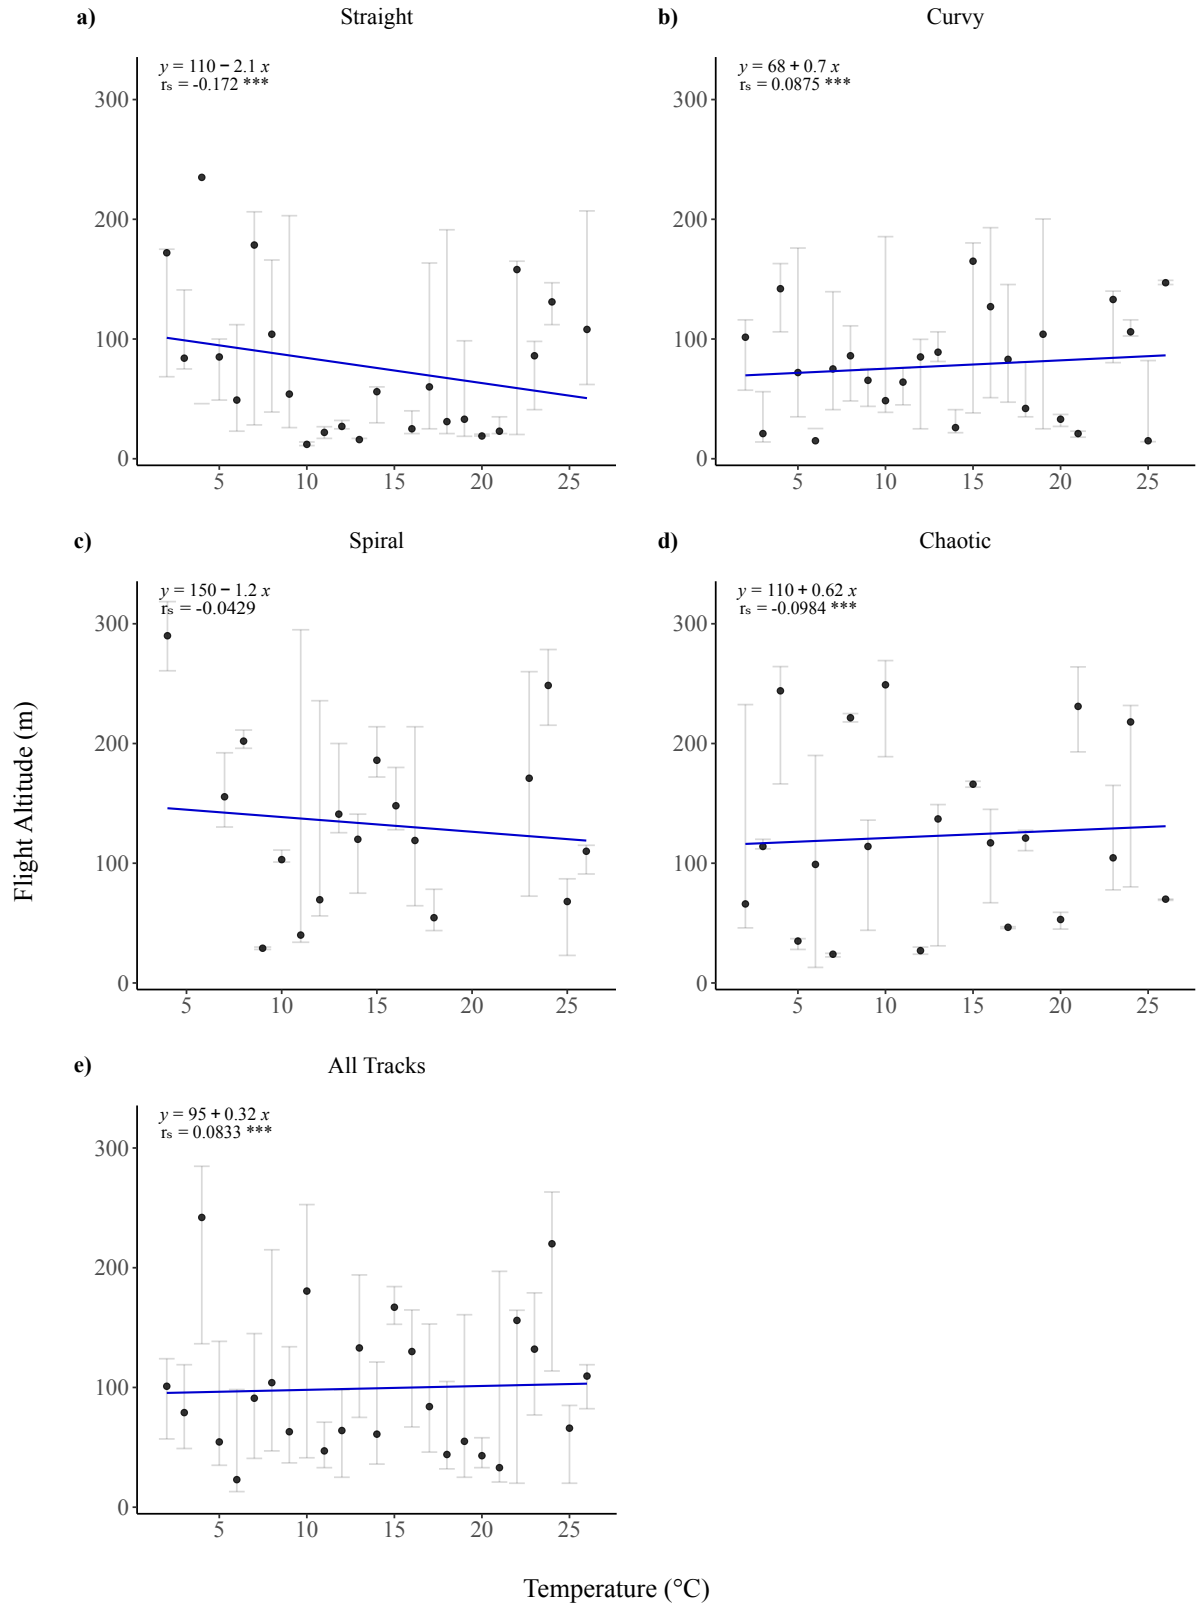 a) Straight
y = 110 − 2.1 x
rₛ = -0.172 ***
300
200
100
0
5 10 15 20 25
b) Curvy
y = 68 + 0.7 x
rₛ = 0.0875 ***
300
200
100
0
5 10 15 20 25
c) Spiral
y = 150 − 1.2 x
rₛ = -0.0429
300
200
100
0
5 10 15 20 25
d) Chaotic
y = 110 + 0.62 x
rₛ = -0.0984 ***
300
200
100
0
5 10 15 20 25
Flight Altitude (m)
e) All Tracks
y = 95 + 0.32 x
rₛ = 0.0833 ***
300
200
100
0
5 10 15 20 25
Temperature (°C)